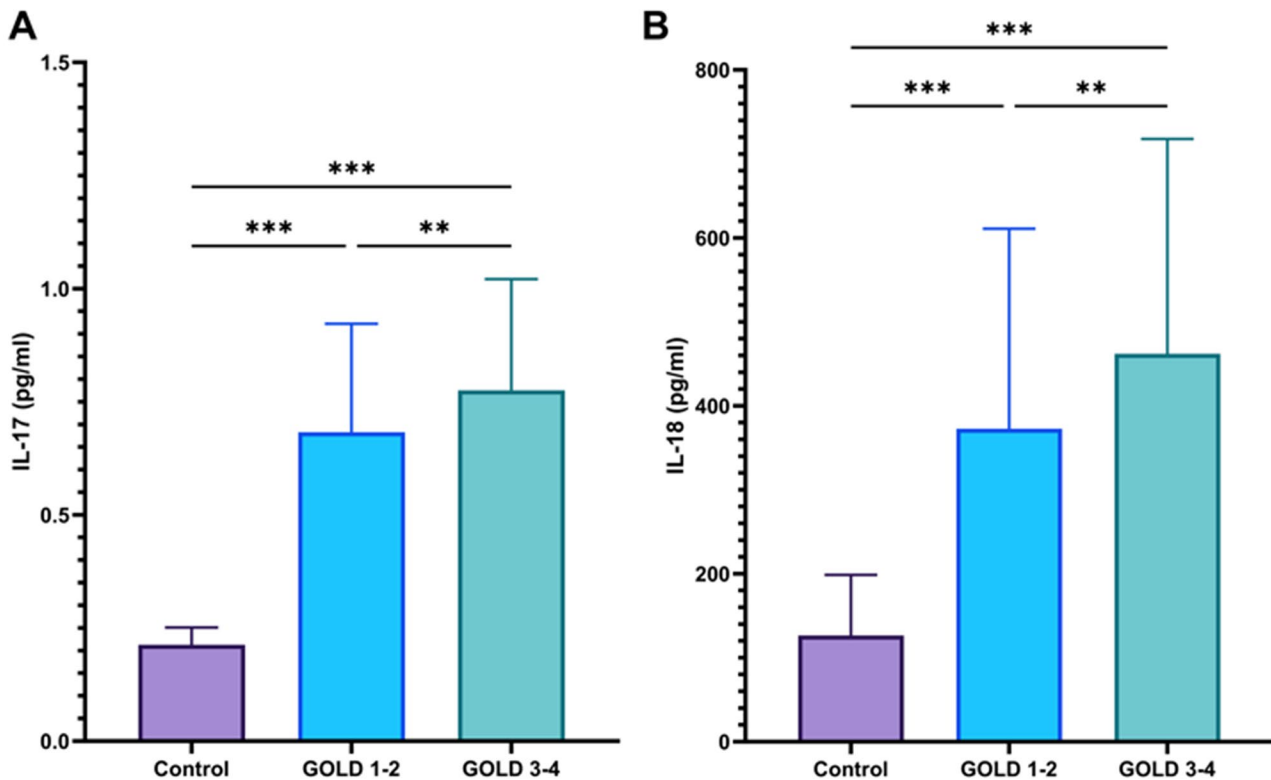 A
IL-17 (pg/ml)
1.5
1.0
0.5
0.0
***
*** **
Control GOLD 1-2 GOLD 3-4
B
IL-18 (pg/ml)
800
600
400
200
0
***
*** **
Control GOLD 1-2 GOLD 3-4